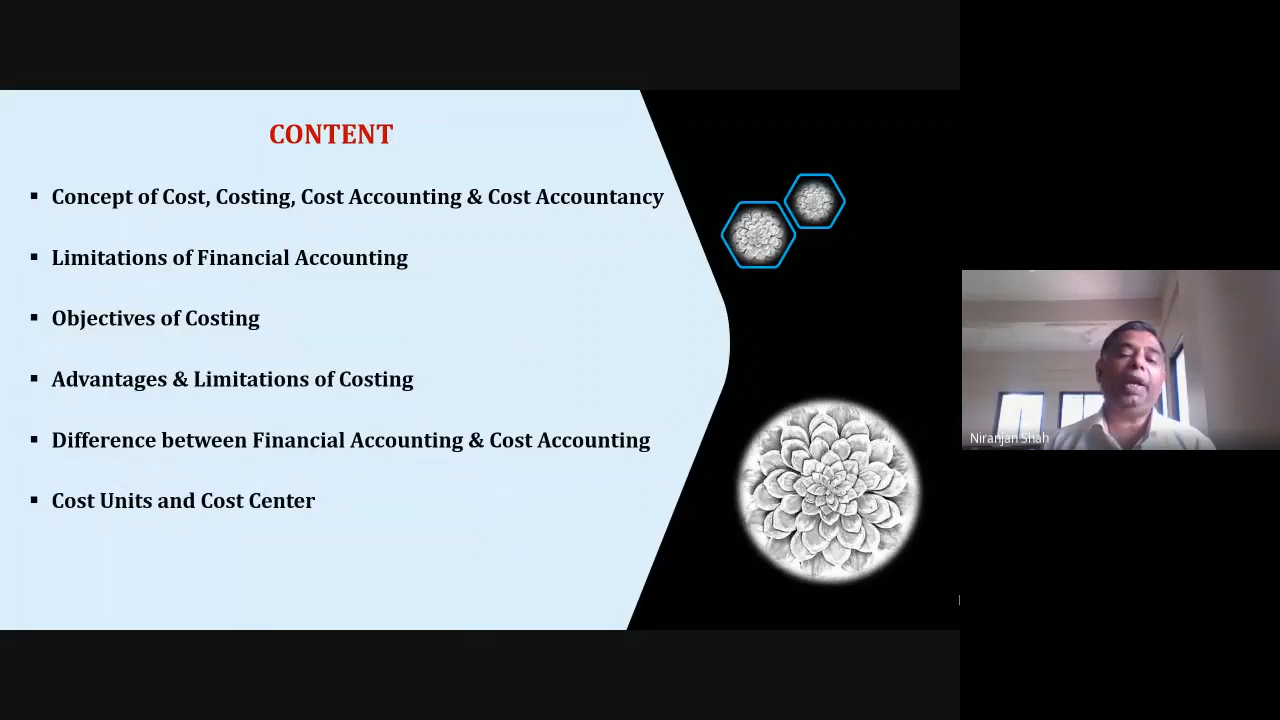 CONTENT
▪ Concept of Cost, Costing, Cost Accounting & Cost Accountancy
▪ Limitations of Financial Accounting
▪ Objectives of Costing
▪ Advantages & Limitations of Costing
▪ Difference between Financial Accounting & Cost Accounting
▪ Cost Units and Cost Center
Niranjan Shah